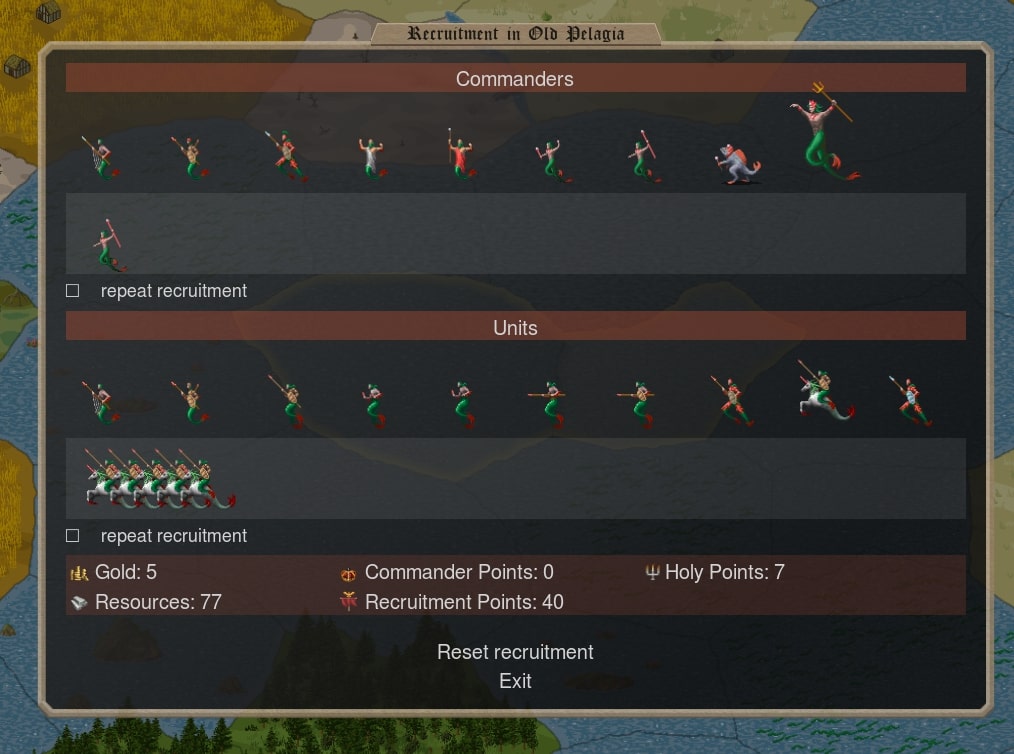 Recruitment in Old Pelagia
Commanders
repeat recruitment
Units
repeat recruitment
Gold: 5 Commander Points: 0 Holy Points: 7
Resources: 77 Recruitment Points: 40
Reset recruitment
Exit